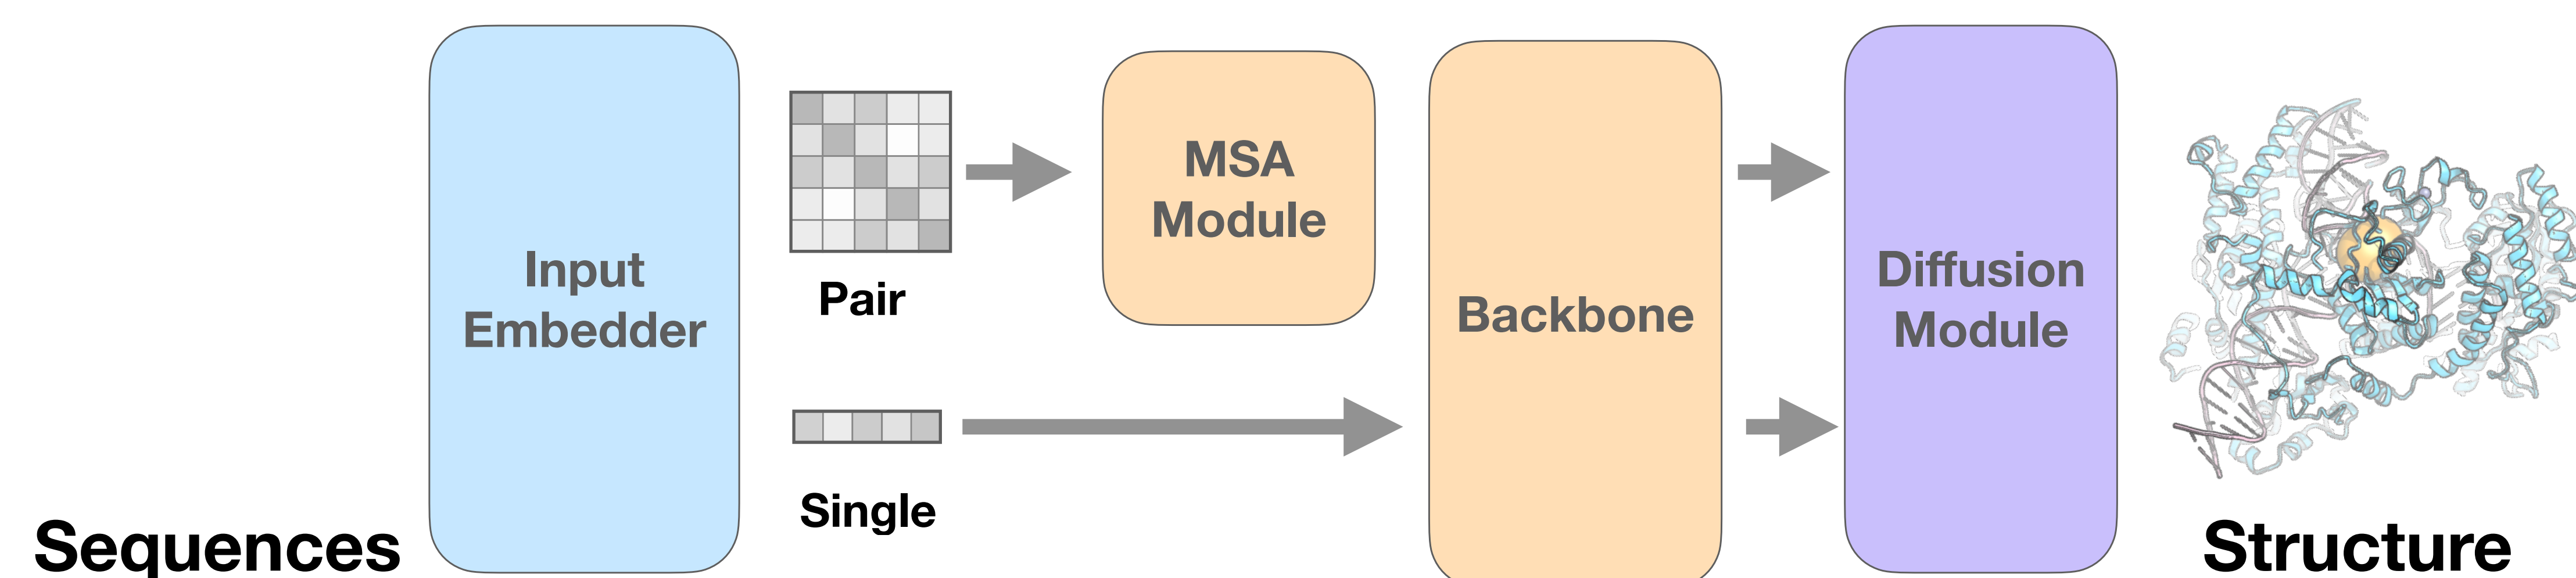 Sequences
Input
Embedder
Pair
Single
MSA
Module
Backbone
Diffusion
Module
Structure